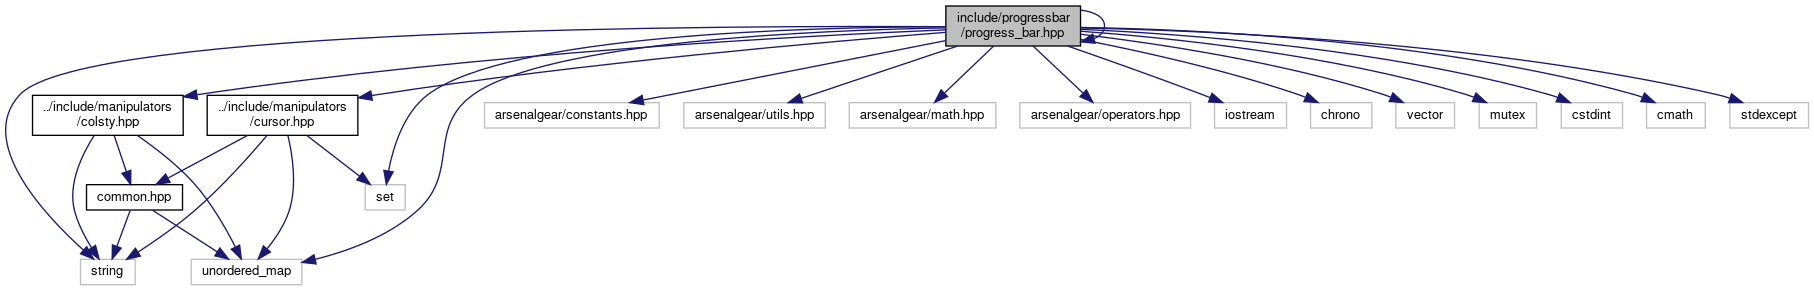 include/progressbar
/progress_bar.hpp
../include/manipulators
/colsty.hpp
../include/manipulators
/cursor.hpp
arsenalgear/constants.hpp
arsenalgear/utils.hpp
arsenalgear/math.hpp
arsenalgear/operators.hpp
iostream
chrono
vector
mutex
cstdint
cmath
stdexcept
common.hpp
set
string
unordered_map